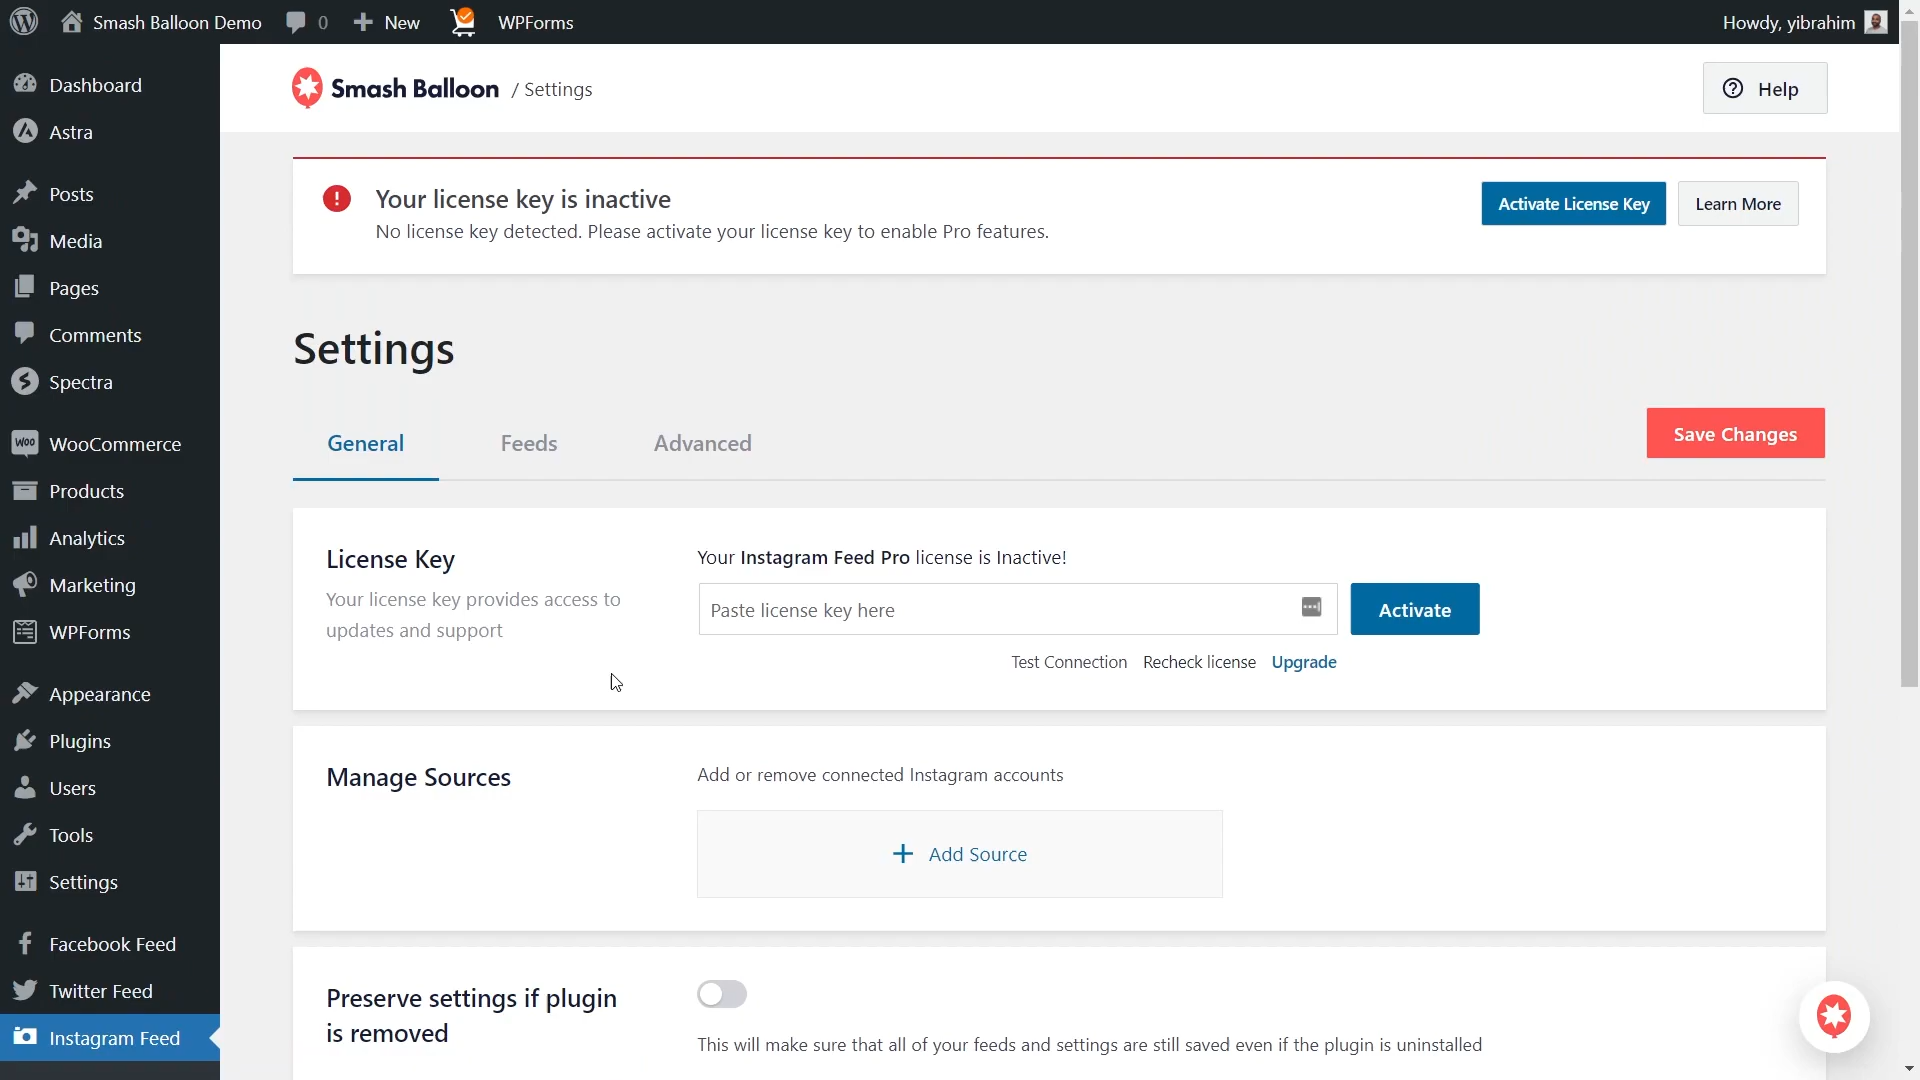 Smash Balloon Demo
0
New
WPForms
Howdy, yibrahim
Dashboard
Astra
Posts
Media
Pages
Comments
Spectra
WooCommerce
Products
Analytics
Marketing
WPForms
Appearance
Plugins
Users
Tools
Settings
Facebook Feed
Twitter Feed
Instagram Feed
Smash Balloon / Settings
Help
Your license key is inactive
No license key detected. Please activate your license key to enable Pro features.
Activate License Key
Learn More
Settings
General
Feeds
Advanced
Save Changes
License Key
Your license key provides access to
updates and support
Your Instagram Feed Pro license is Inactive!
Paste license key here
Activate
Test Connection
Recheck license
Upgrade
Manage Sources
Add or remove connected Instagram accounts
+ Add Source
Preserve settings if plugin
is removed
This will make sure that all of your feeds and settings are still saved even if the plugin is uninstalled